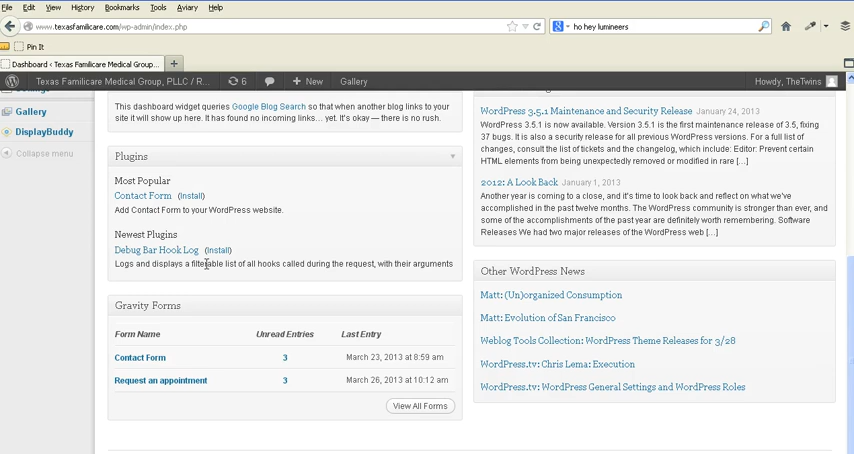 File Edit View History Bookmarks Tools Aviary Help
www.texasfamilicare.com/wp-admin/index.php
ho hey lumineers
Pin It
Dashboard ‹ Texas Familicare Medical Group...
Texas Familicare Medical Group, PLLC / R... 6 + New Gallery Howdy, TheTwins
Gallery
DisplayBuddy
Collapse menu
This dashboard widget queries Google Blog Search so that when another blog links to your
site it will show up here. It has found no incoming links… yet. It's okay — there is no rush.
Plugins
Most Popular
Contact Form (Install)
Add Contact Form to your WordPress website.
Newest Plugins
Debug Bar Hook Log (Install)
Logs and displays a filterable list of all hooks called during the request, with their arguments
Gravity Forms
Form Name Unread Entries Last Entry
Contact Form 3 March 23, 2013 at 8:59 am
Request an appointment 3 March 26, 2013 at 10:12 am
View All Forms
WordPress 3.5.1 Maintenance and Security Release January 24, 2013
WordPress 3.5.1 is now available. Version 3.5.1 is the first maintenance release of 3.5, fixing
37 bugs. It is also a security release for all previous WordPress versions. For a full list of
changes, consult the list of tickets and the changelog, which include: Editor: Prevent certain
HTML elements from being unexpectedly removed or modified in rare […]
2012: A Look Back January 1, 2013
Another year is coming to a close, and it's time to look back and reflect on what we've
accomplished in the past twelve months. The WordPress community is stronger than ever, and
some of the accomplishments of the past year are definitely worth remembering. Software
Releases We had two major releases of the WordPress web […]
Other WordPress News
Matt: (Un)organized Consumption
Matt: Evolution of San Francisco
Weblog Tools Collection: WordPress Theme Releases for 3/28
WordPress.tv: Chris Lema: Execution
WordPress.tv: WordPress General Settings and WordPress Roles